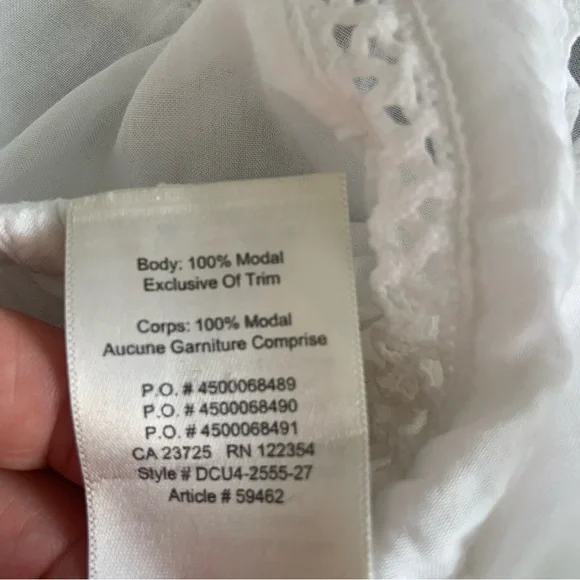 Body: 100% Modal
Exclusive Of Trim
Corps: 100% Modal
Aucune Garniture Comprise
P.O. # 4500068489
P.O. # 4500068490
P.O. # 4500068491
CA 23725 RN 122354
Style # DCU4-2555-27
Article # 59462